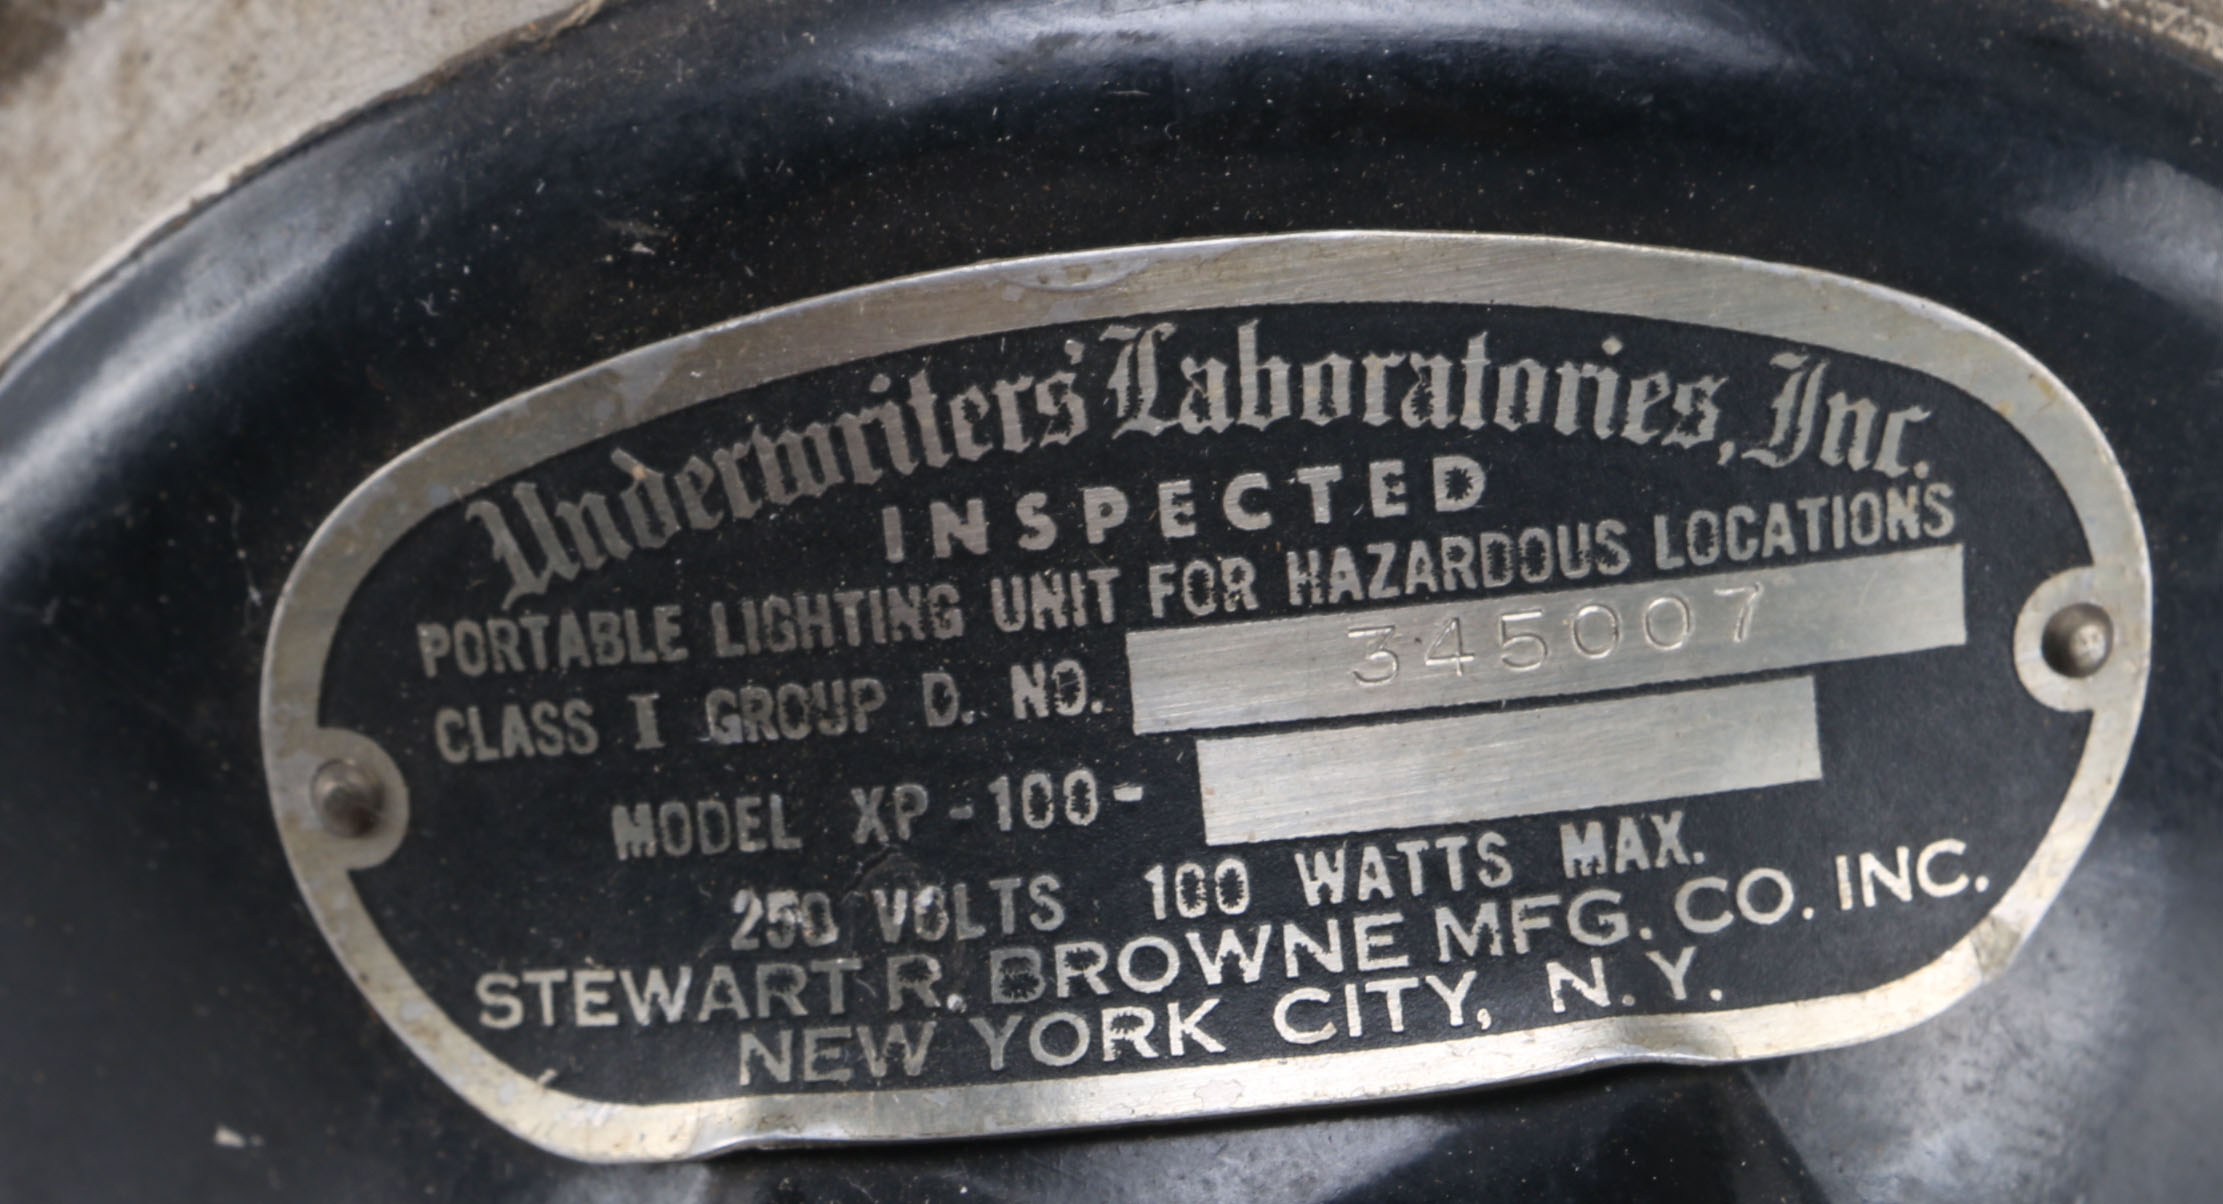 Underwriters' Laboratories, Inc.
INSPECTED
PORTABLE LIGHTING UNIT FOR HAZARDOUS LOCATIONS
CLASS I GROUP D. NO. 345007
MODEL XP-100-
250 VOLTS 100 WATTS MAX.
STEWART R. BROWNE MFG. CO. INC.
NEW YORK CITY, N.Y.